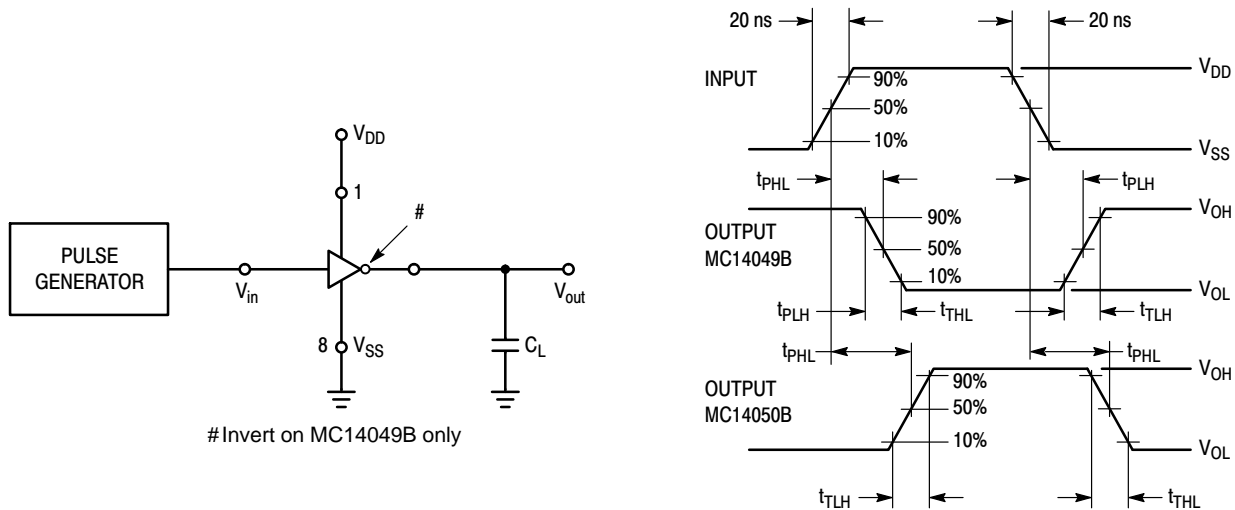 V_DD
1
#
PULSE
GENERATOR
V_in
V_out
8 V_SS
C_L
# Invert on MC14049B only
20 ns 20 ns
INPUT
V_DD
90%
50%
10%
V_SS
t_PHL t_PLH
OUTPUT
MC14049B
V_OH
90%
50%
10%
V_OL
t_PLH t_THL t_TLH
t_PHL t_PHL
OUTPUT
MC14050B
V_OH
90%
50%
10%
V_OL
t_TLH t_THL